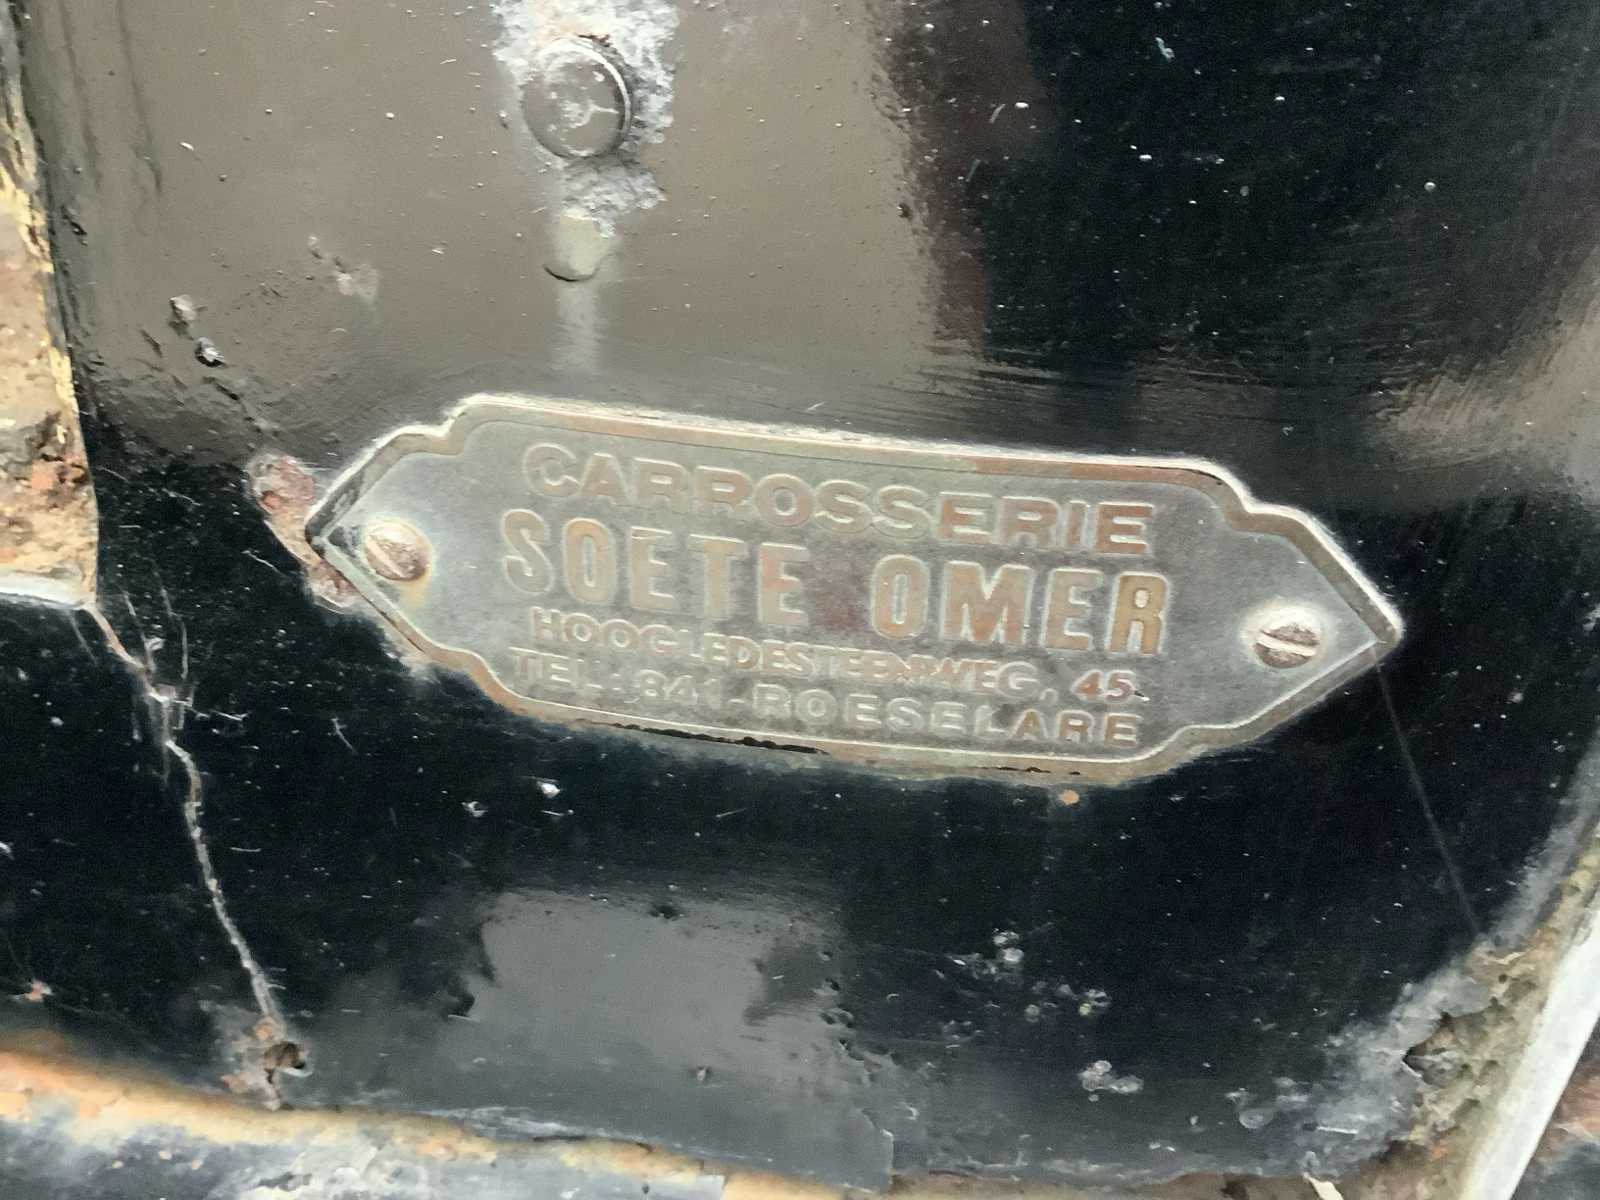 CARROSSERIE
SOETE OMER
HOOGLEDESTEENWEG, 45-
TEL- 841-ROESELARE